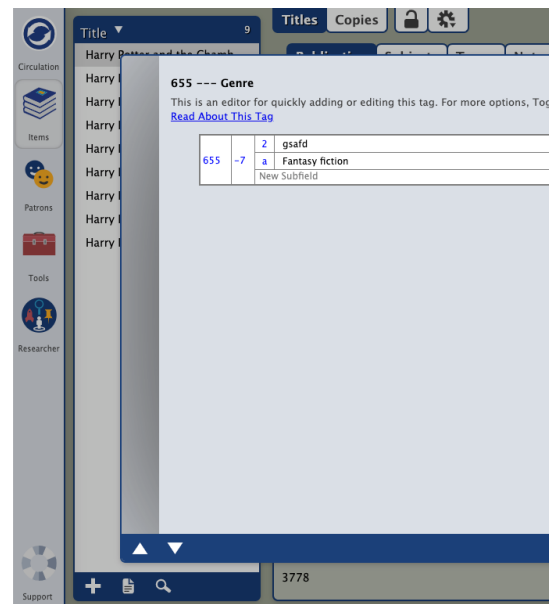 Circulation
Items
Patrons
Tools
Researcher
Support
Title ▼ 9
Harry Potter and the Chamb
Harry
Harry
Harry
Harry
Harry
Harry
Harry
Harry
Titles Copies
655 --- Genre
This is an editor for quickly adding or editing this tag. For more options, Tog
Read About This Tag
655 -7
2 gsafd
a Fantasy fiction
New Subfield
3778